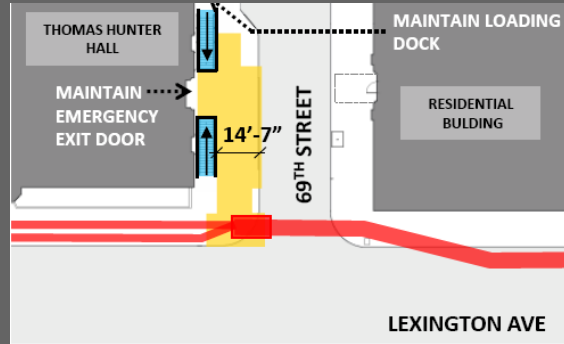 THOMAS HUNTER
HALL
MAINTAIN LOADING
DOCK
MAINTAIN
EMERGENCY
EXIT DOOR
RESIDENTIAL
BULDING
14’-7”
69TH STREET
LEXINGTON AVE